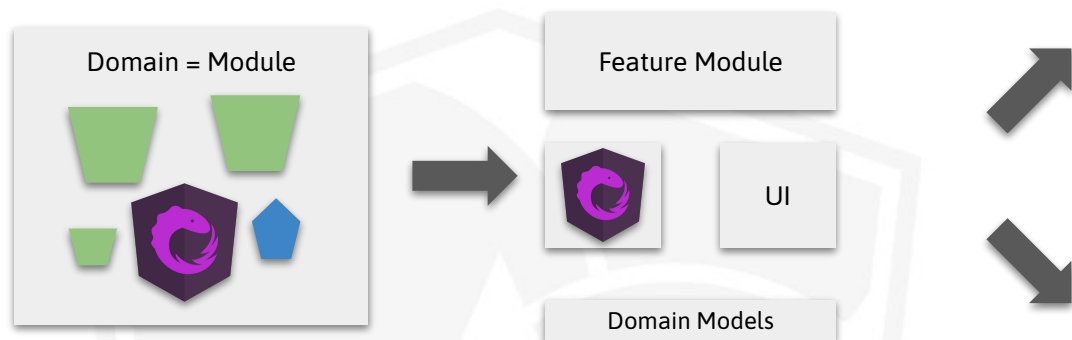 Domain = Module
Feature Module
UI
Domain Models